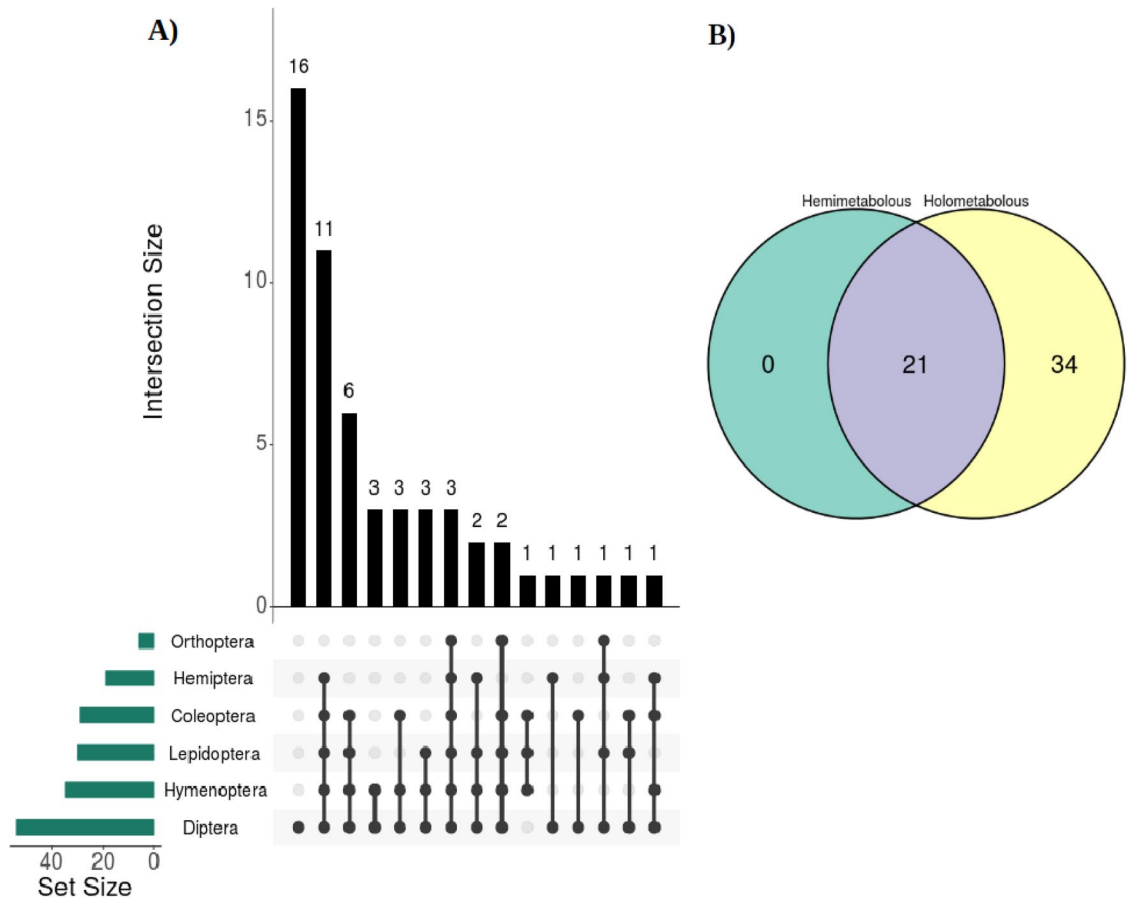 A)
B)
Intersection Size
15
10
5
0
16
11
6
3
3
3
3
2
2
1
1
1
1
1
1
Orthoptera
Hemiptera
Coleoptera
Lepidoptera
Hymenoptera
Diptera
40 20 0
Set Size
Hemimetabolous Holometabolous
0 21 34